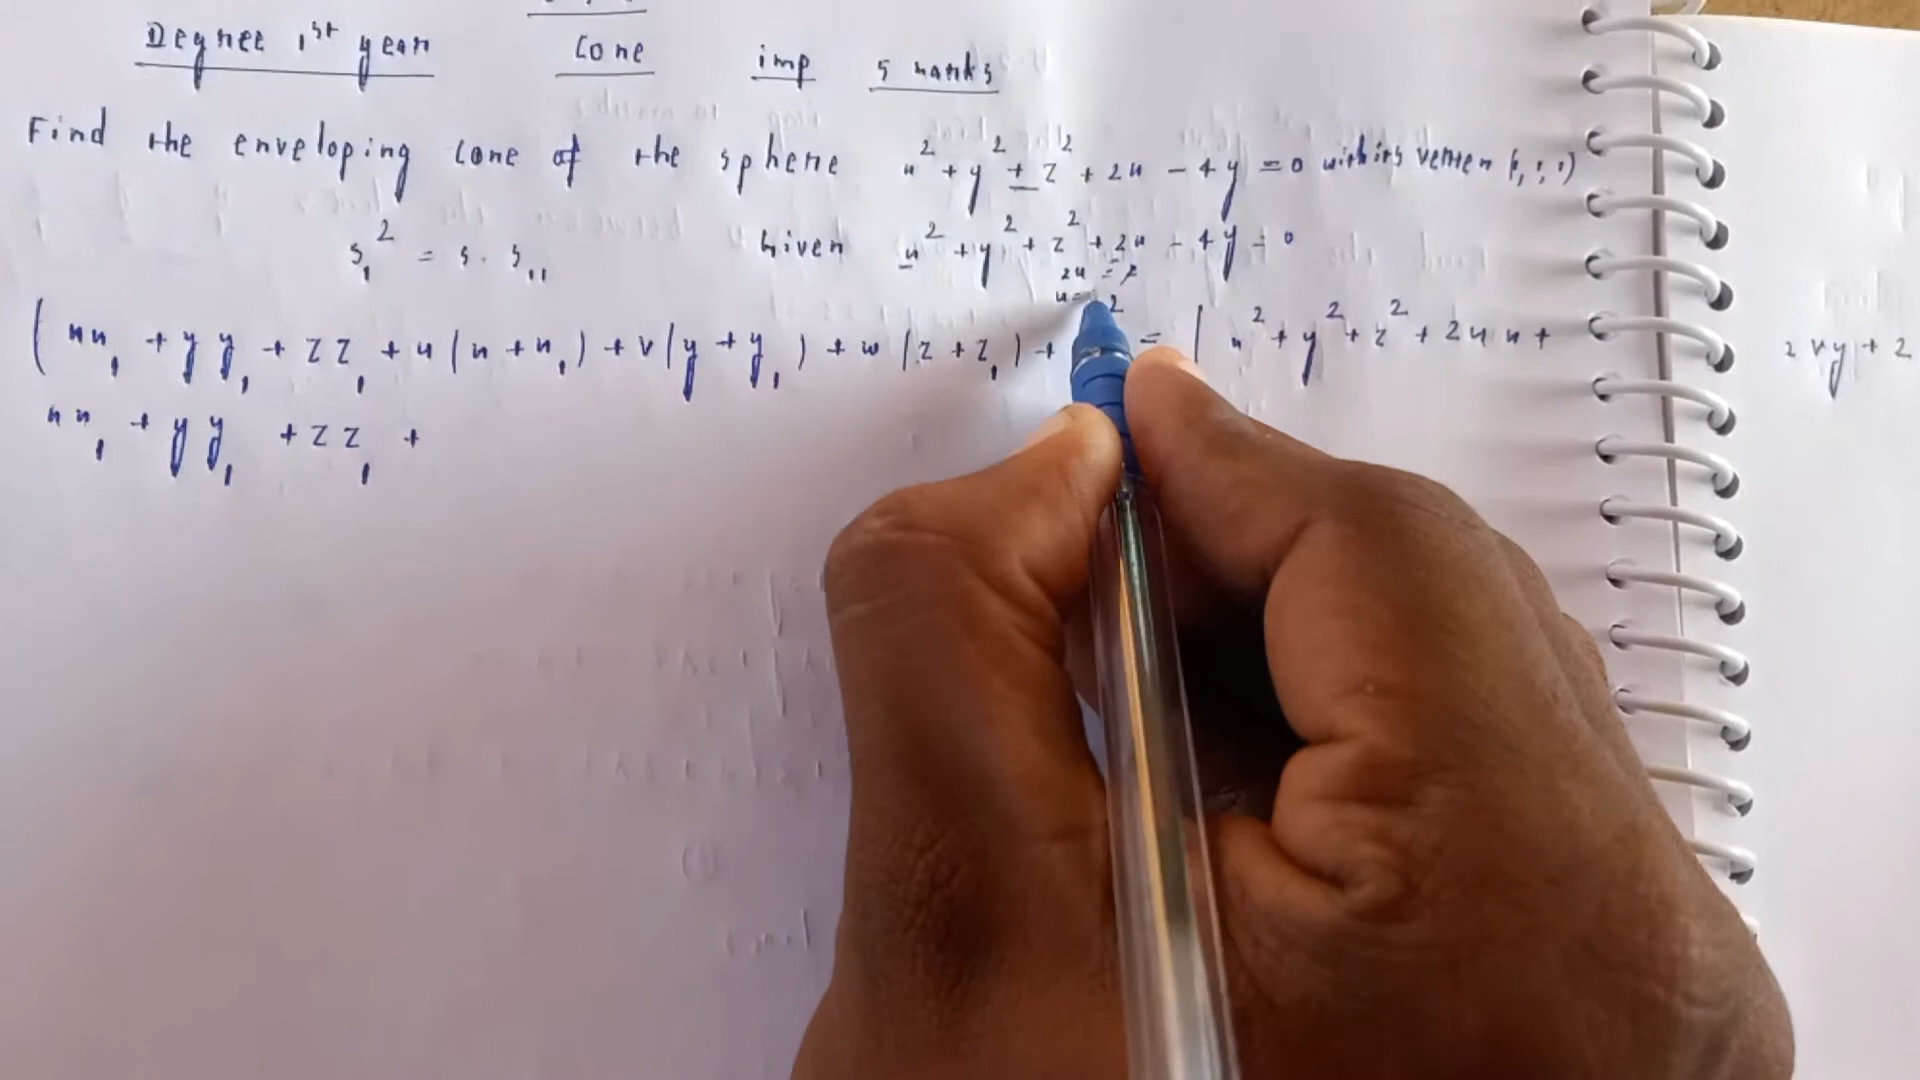 Degree 1st year cone imp 5 marks
Find the enveloping cone of the sphere x² + y² + z² + 2x - 4y = 0 with its vertex (1, 1, 1)
S₁² = S . S₁₁ Given x² + y² + z² + 2x - 4y = 0
2u = 2
u =
(xx₁ + yy₁ + zz₁ + u(x + x₁) + v(y + y₁) + w(z + z₁) + = (x² + y² + z² + 2ux + 2vy + 2
xx₁ + yy₁ + zz₁ +